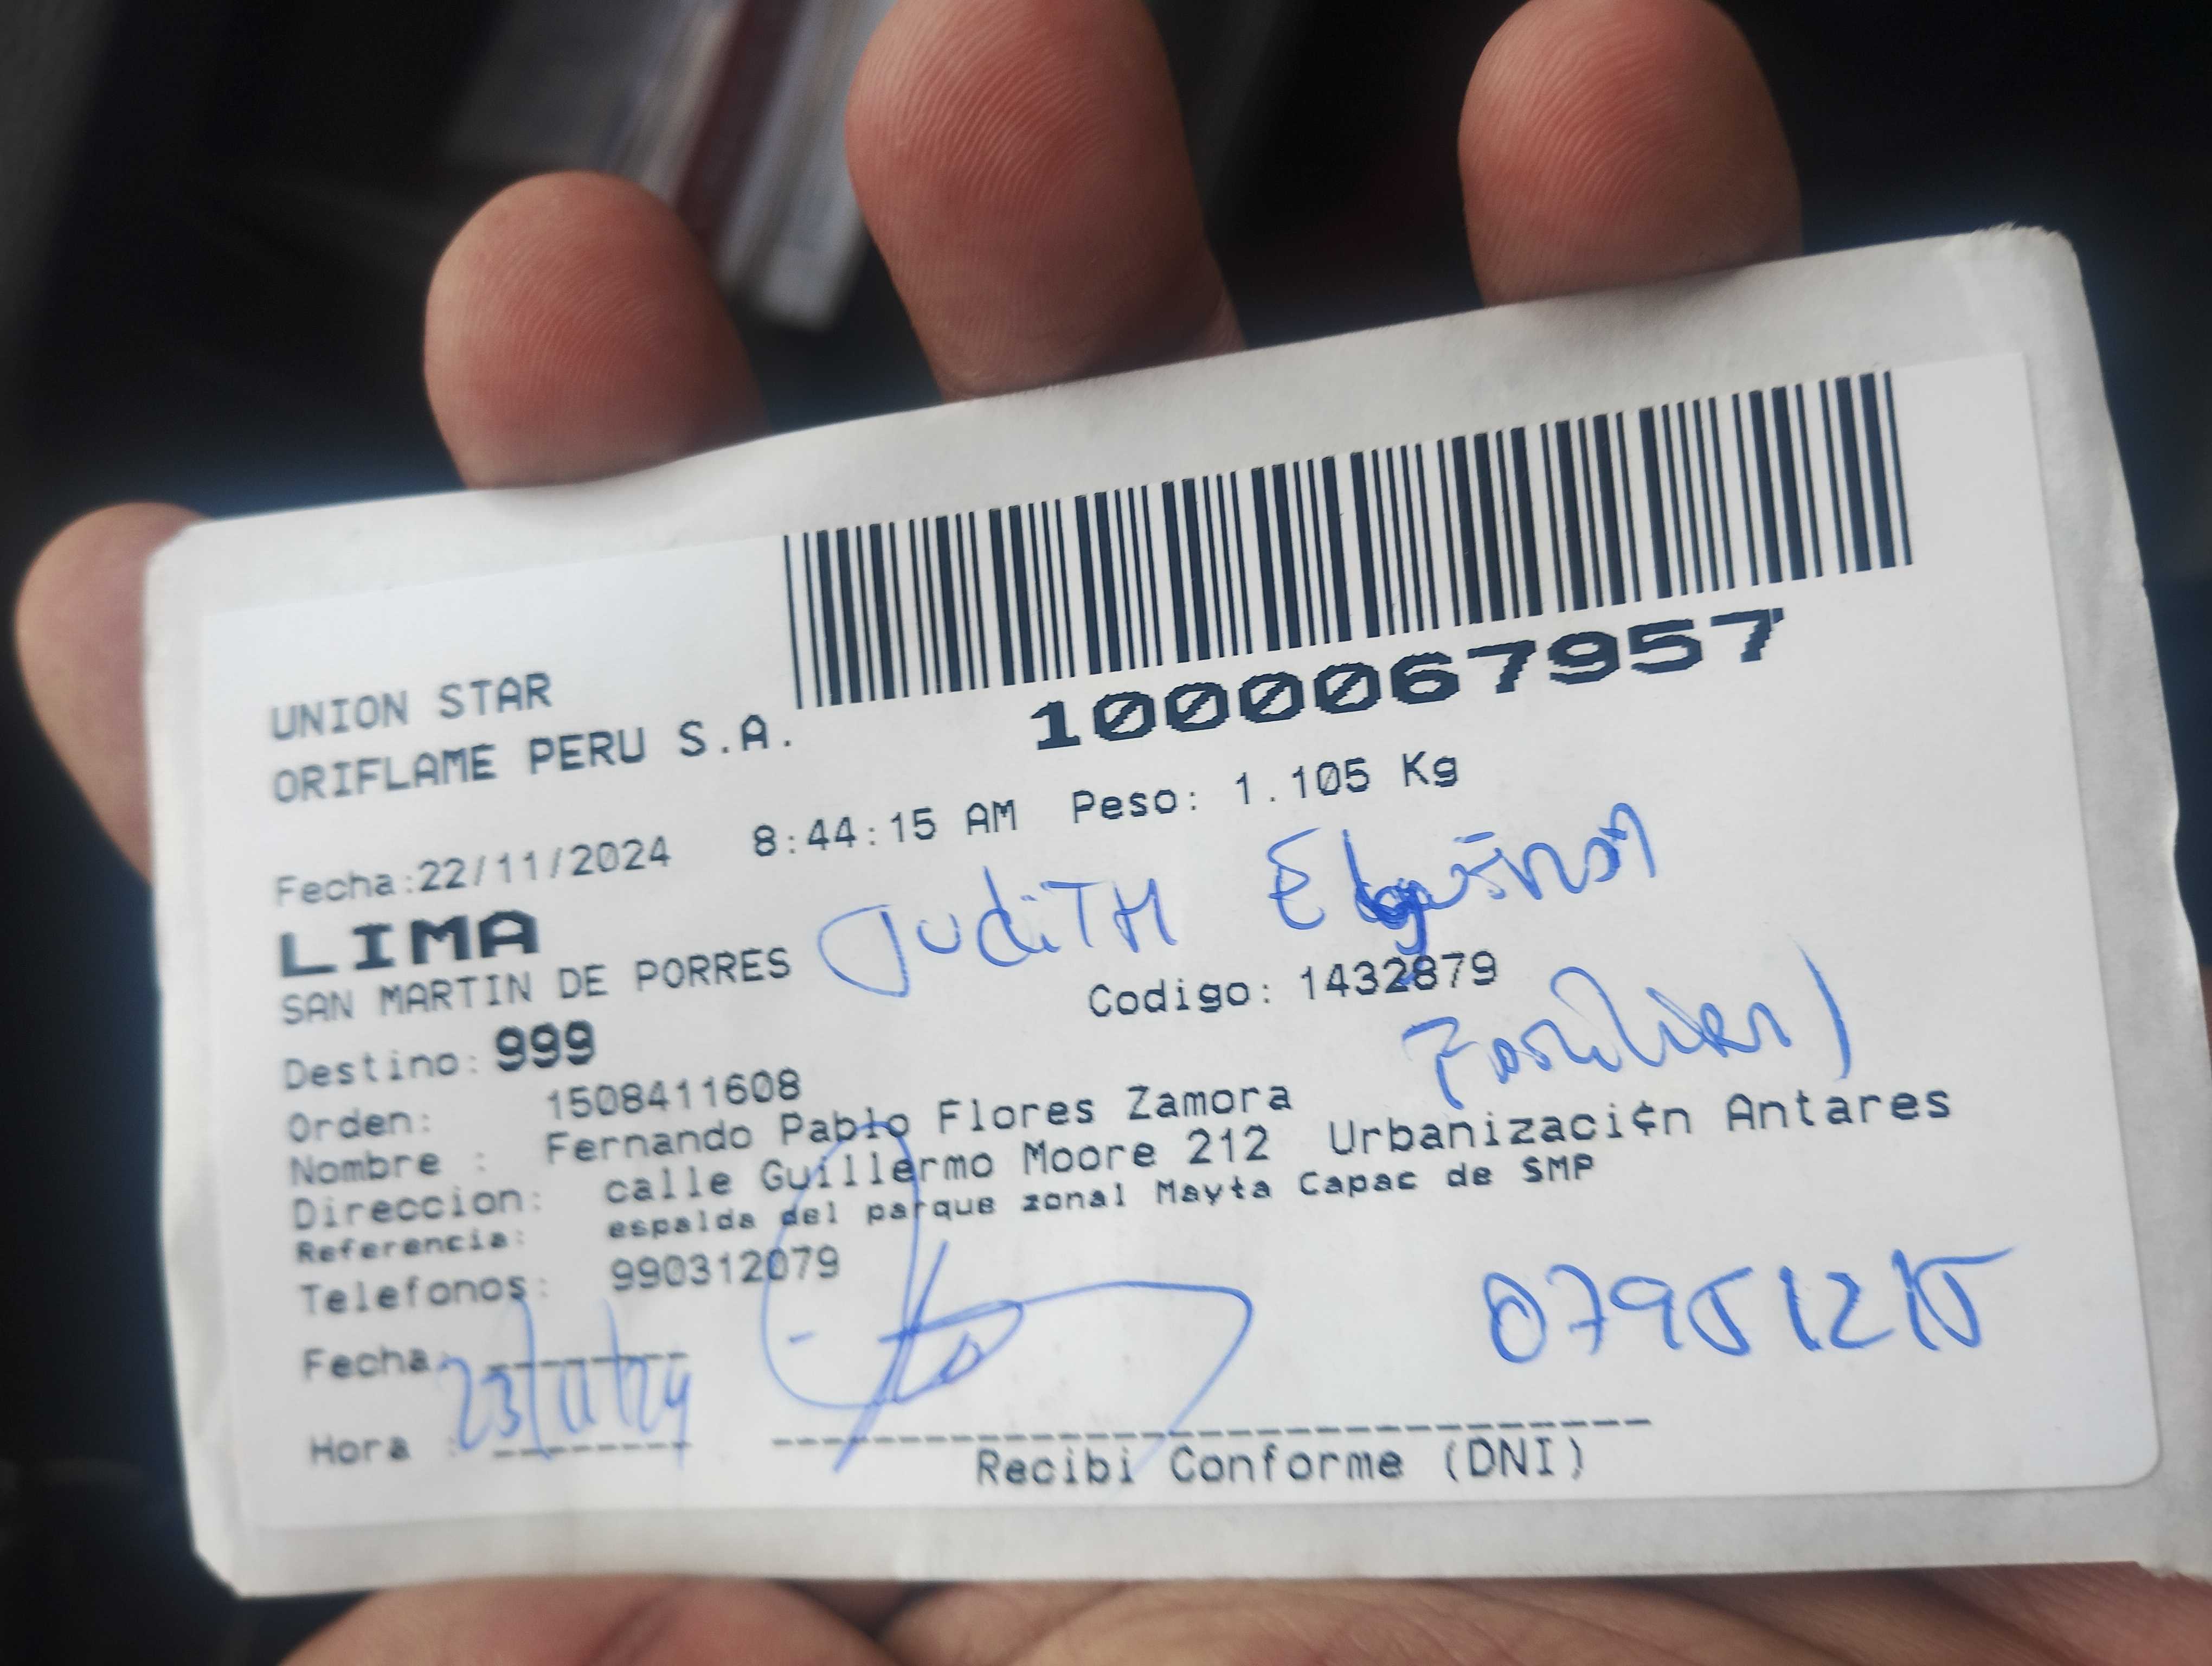 UNION STAR
ORIFLAME PERU S.A.
1000067957
Fecha:22/11/2024 8:44:15 AM Peso: 1.105 Kg
LIMA
SAN MARTIN DE PORRES
JudiTH
Codigo: 1432879
Destino: 999
Orden: 1508411608
Nombre : Fernando Pablo Flores Zamora
Direccion: calle Guillermo Moore 212 Urbanizaci¢n Antares
Referencia: espalda del parque zonal Mayta Capac de SMP
Telefonos: 990312079
Fecha: 23/11/24
Hora :
Recibi Conforme (DNI)